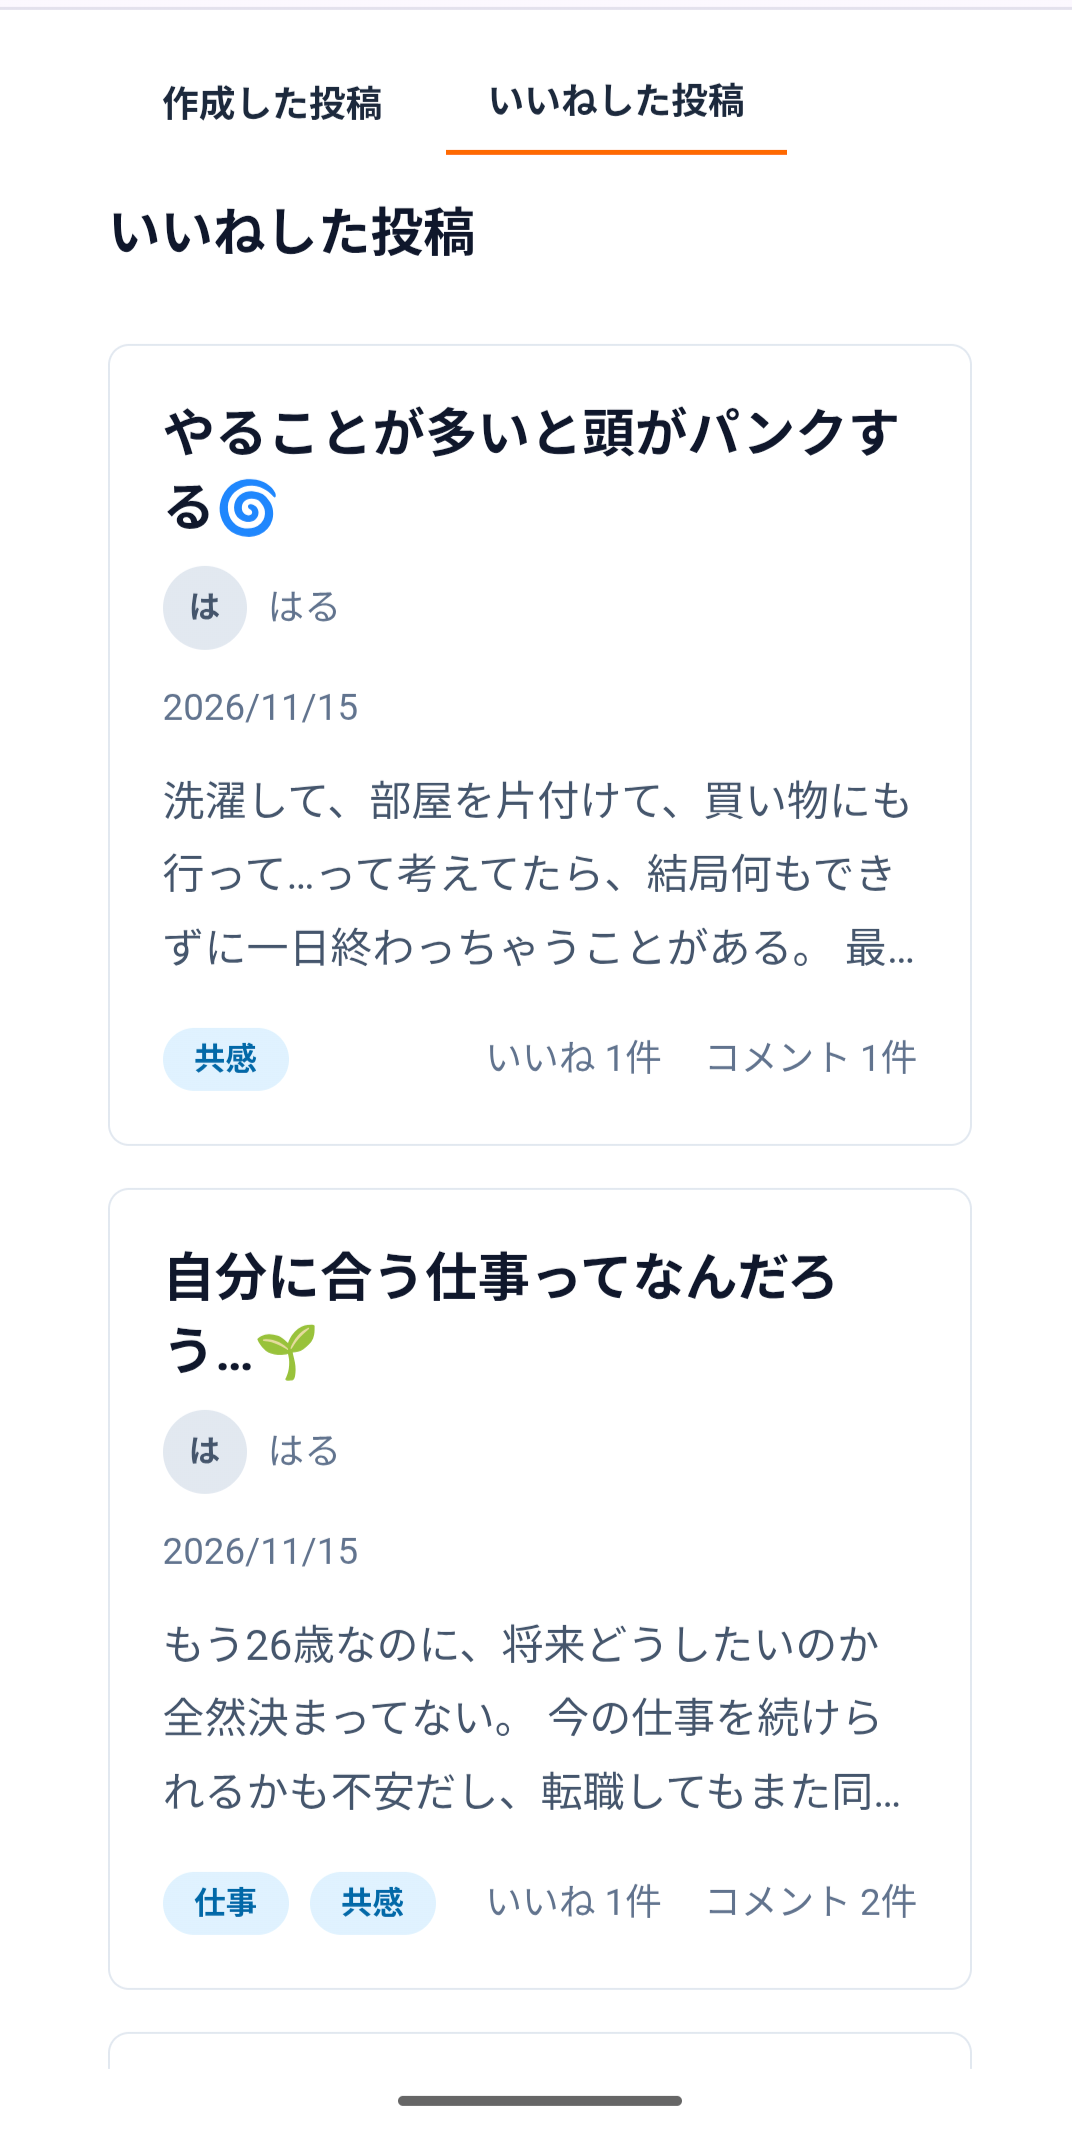 作成した投稿
いいねした投稿
いいねした投稿
やることが多いと頭がパンクす
る🌀
は はる
2026/11/15
洗濯して、部屋を片付けて、買い物にも
行って…って考えてたら、結局何もでき
ずに一日終わっちゃうことがある。 最…
共感 いいね 1件 コメント 1件
自分に合う仕事ってなんだろ
う…🌱
は はる
2026/11/15
もう26歳なのに、将来どうしたいのか
全然決まってない。 今の仕事を続けら
れるかも不安だし、転職してもまた同…
仕事 共感 いいね 1件 コメント 2件